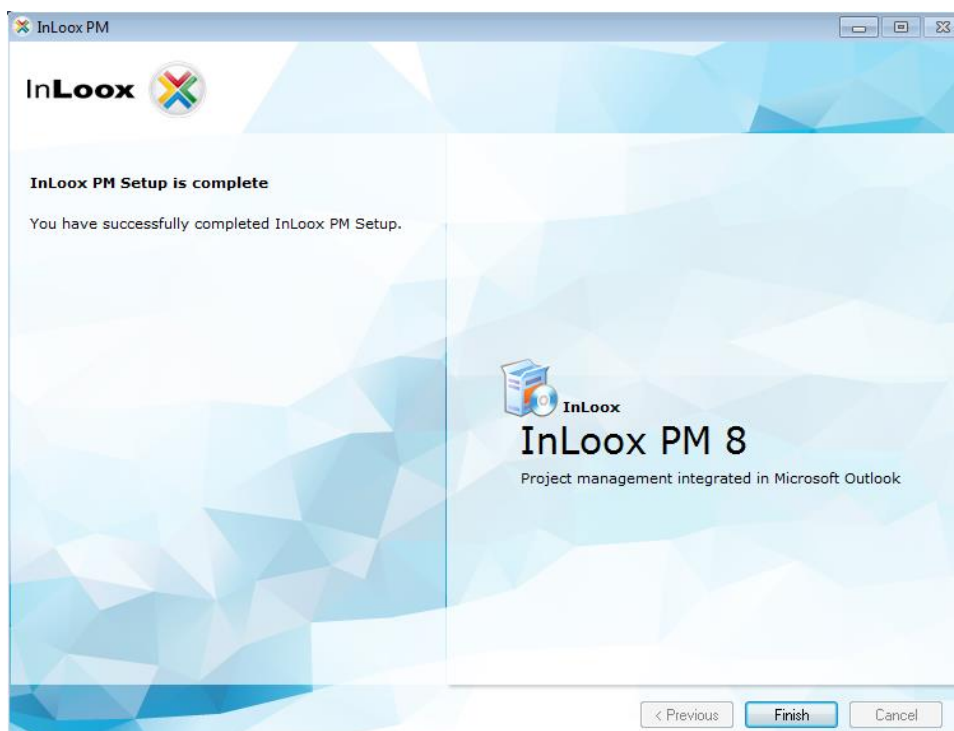 InLoox PM
InLoox
InLoox PM Setup is complete
You have successfully completed InLoox PM Setup.
InLoox
InLoox PM 8
Project management integrated in Microsoft Outlook
< Previous
Finish
Cancel